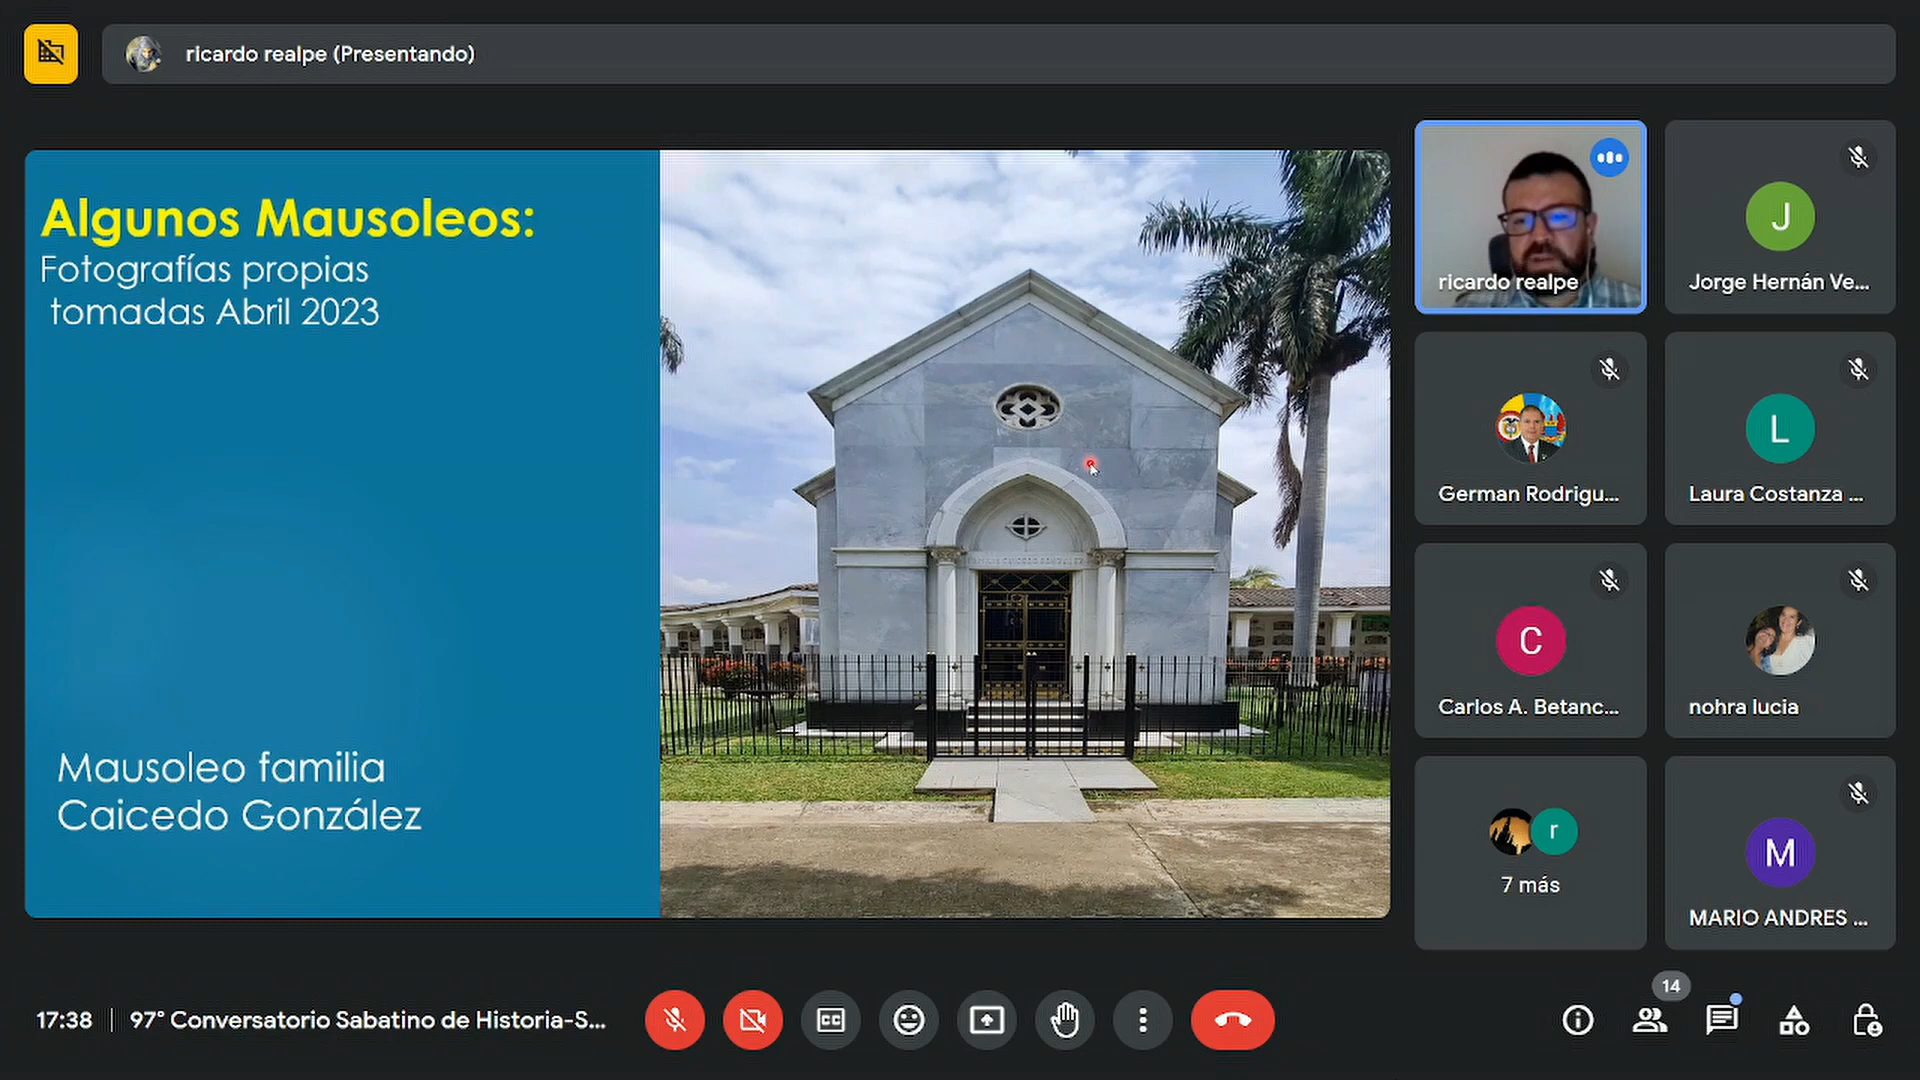 ricardo realpe (Presentando)
Algunos Mausoleos:
Fotografías propias
tomadas Abril 2023
Mausoleo familia
Caicedo González
ricardo realpe
J
Jorge Hernán Ve...
German Rodrigu...
L
Laura Costanza ...
C
Carlos A. Betanc...
nohra lucia
r
7 más
M
MARIO ANDRES ...
17:38
97° Conversatorio Sabatino de Historia-S...
CC
14